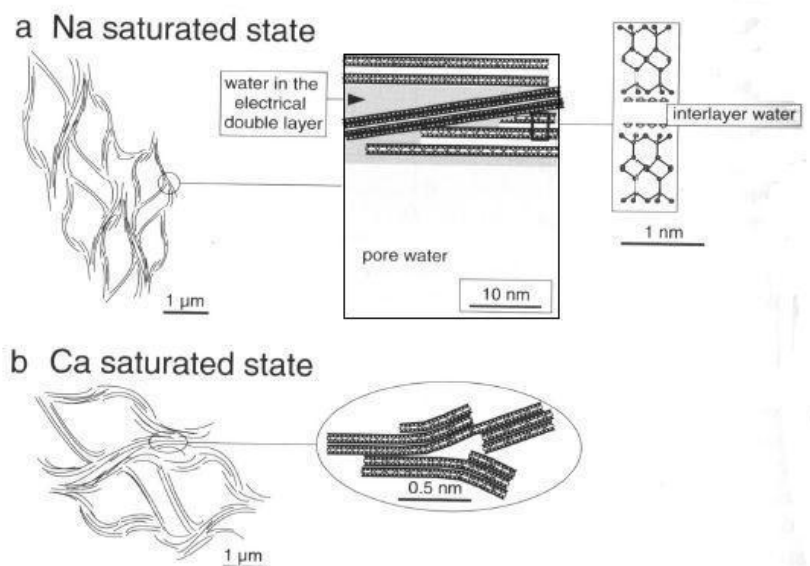 a Na saturated state
water in the
electrical
double layer
interlayer water
1 nm
pore water
10 nm
1 µm
b Ca saturated state
0.5 nm
1 µm